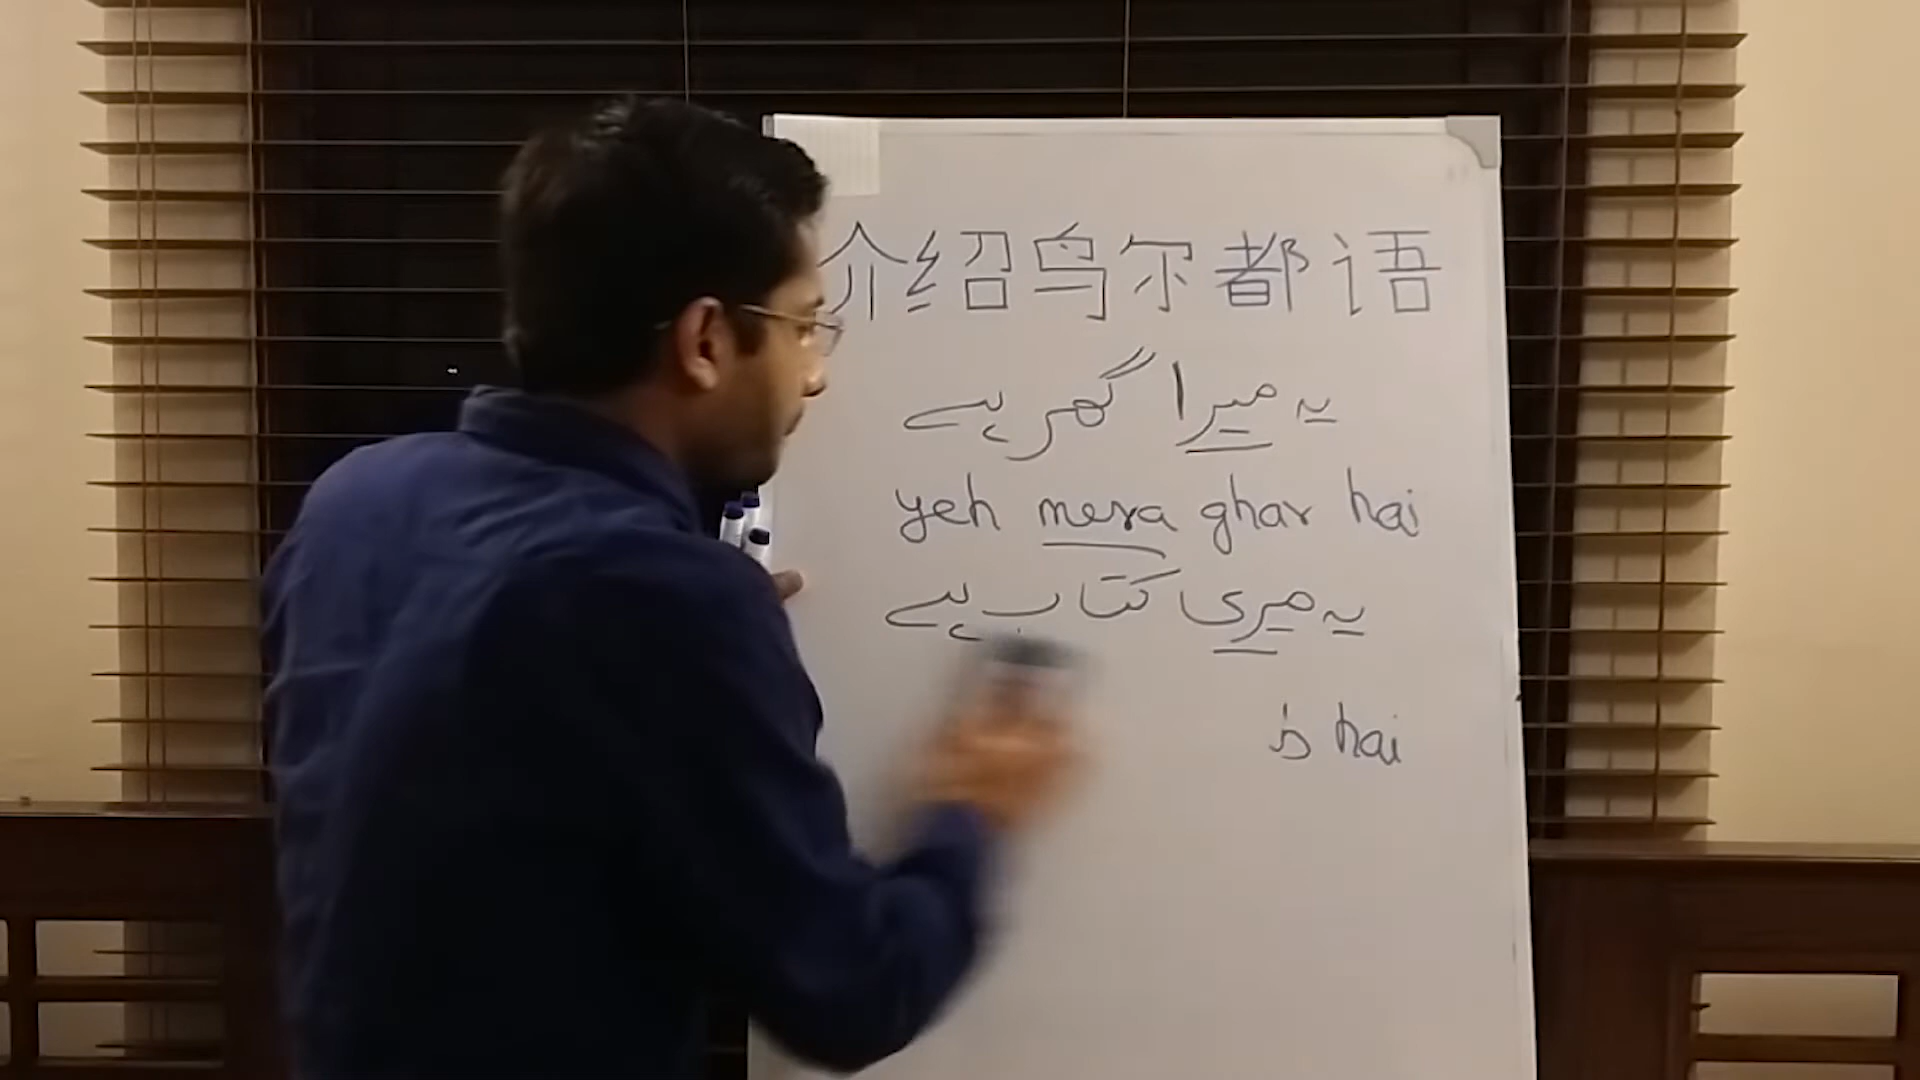 介绍乌尔都语
یہ میرا گھر ہے
yeh mera ghar hai
یہ میری کتاب ہے
b hai